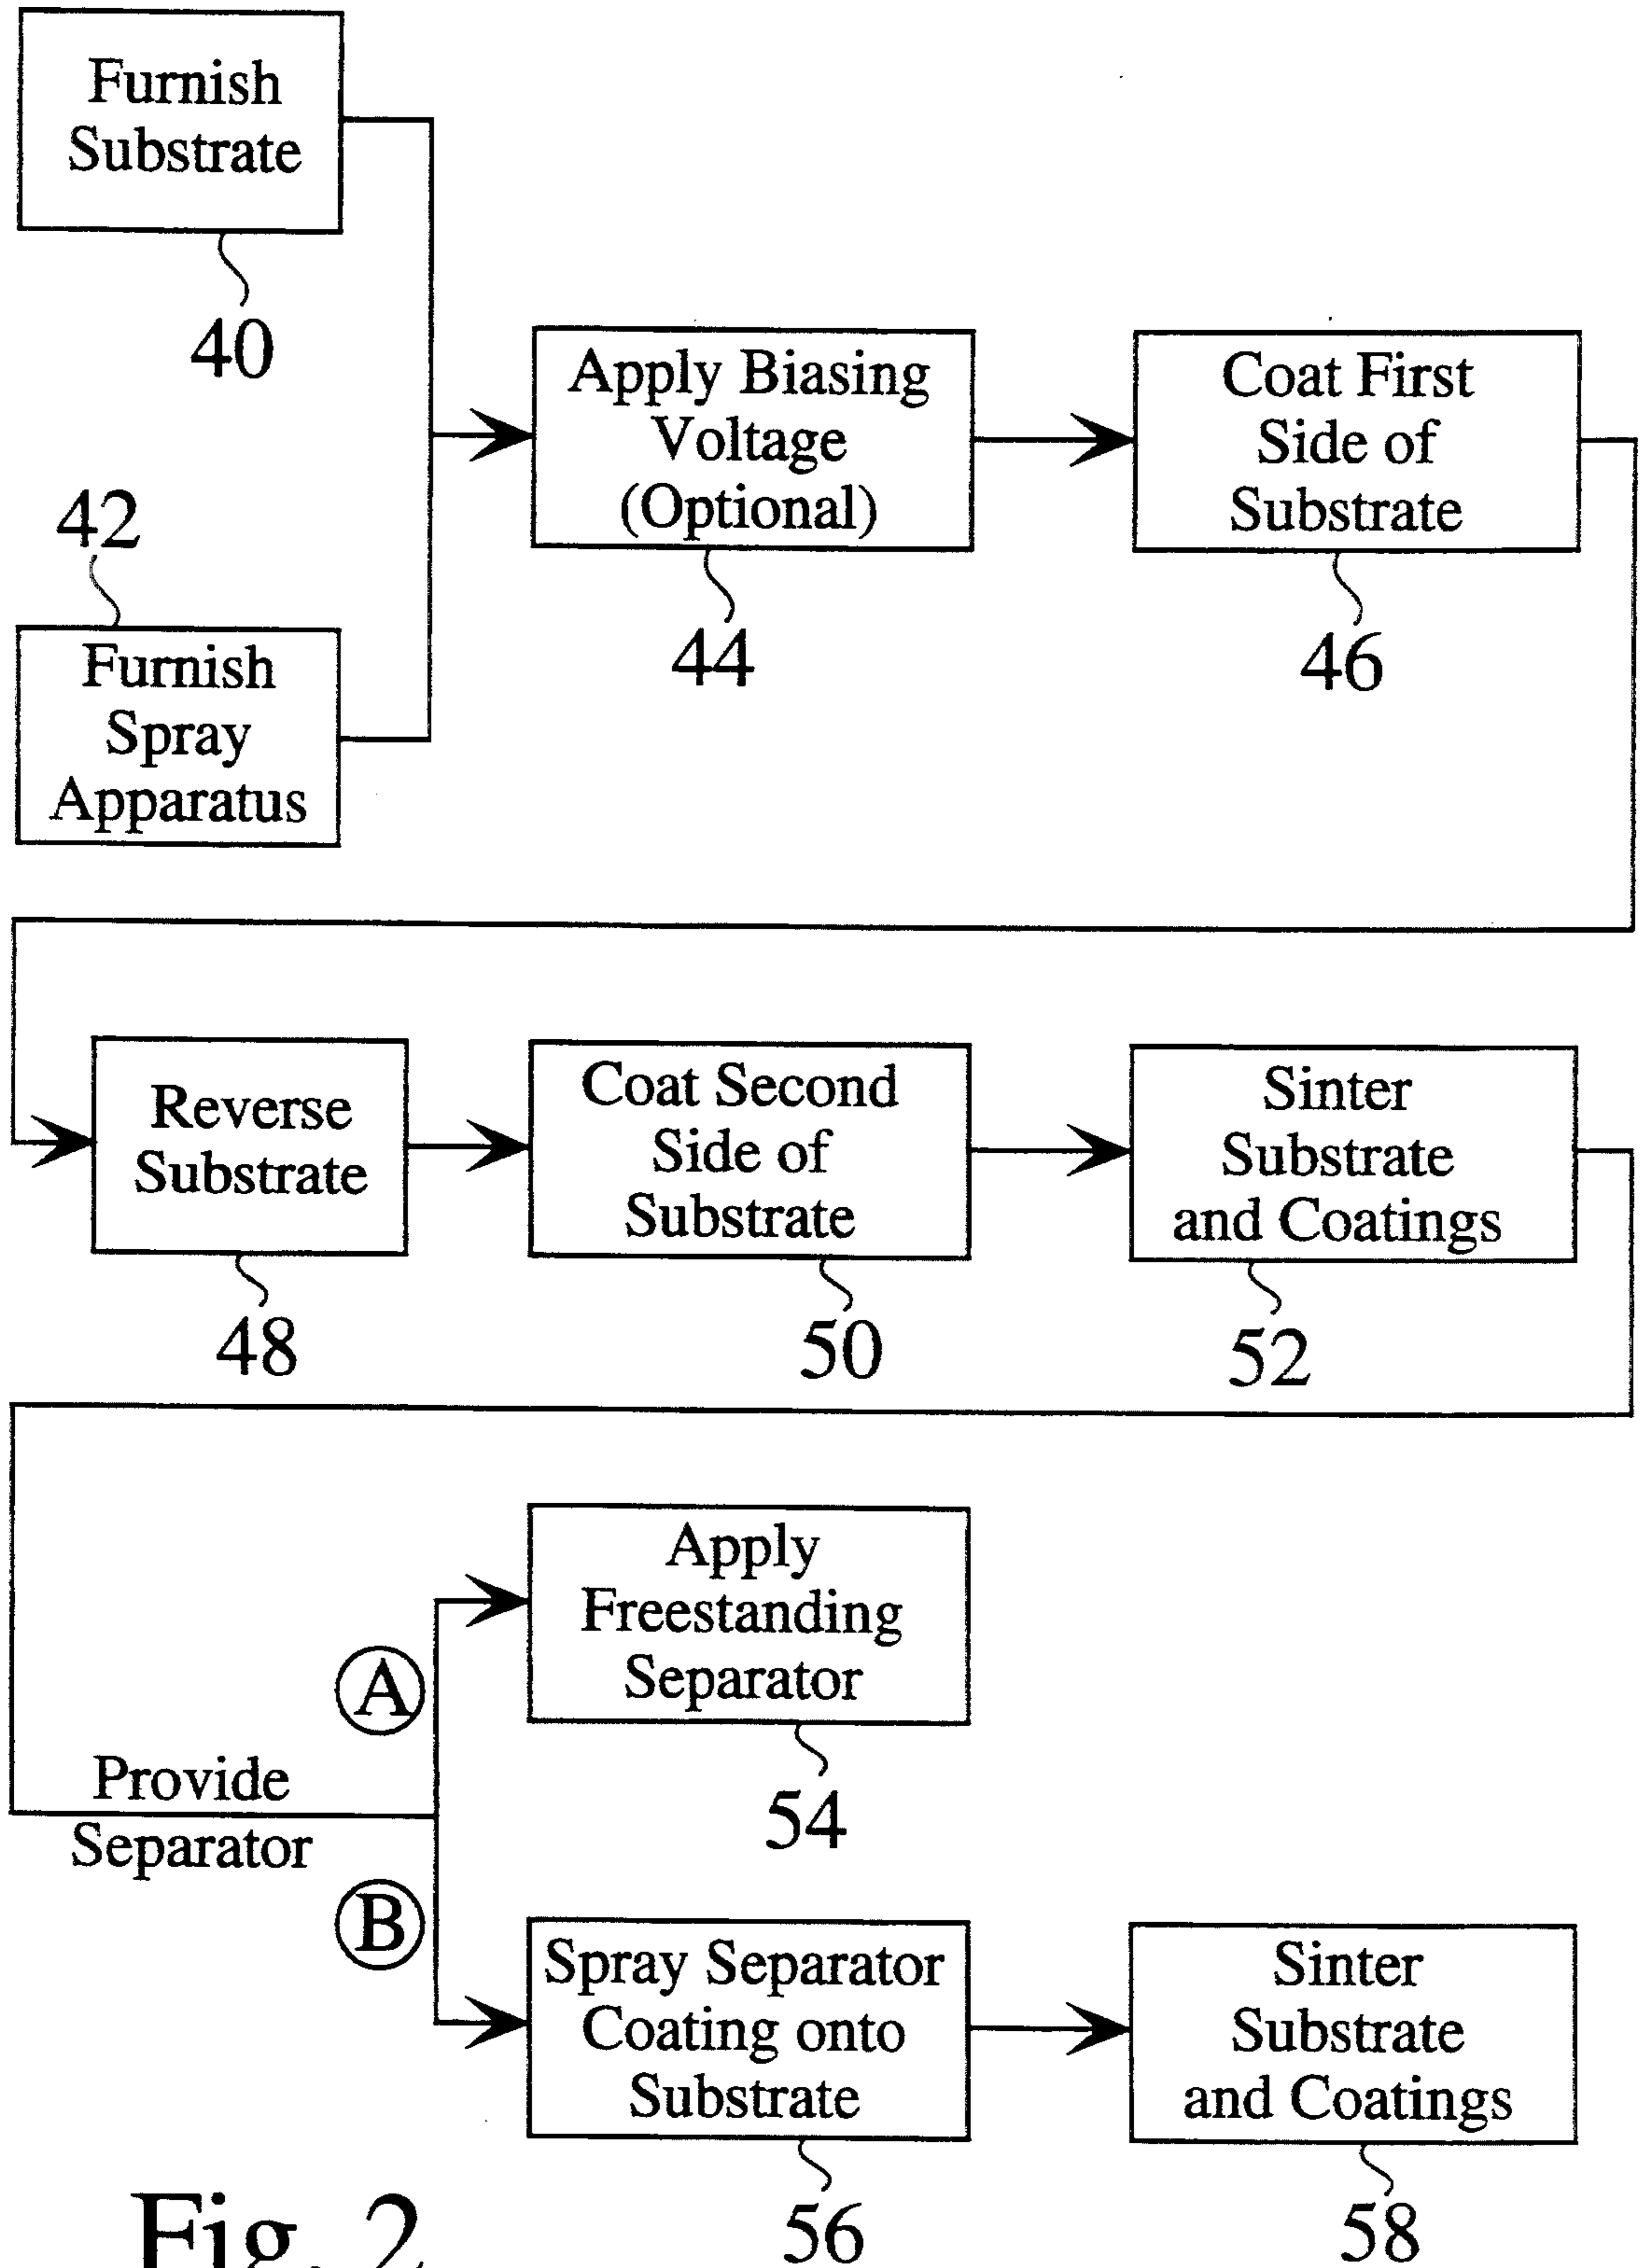 Furnish
Substrate
40
42
Furnish
Spray
Apparatus
Apply Biasing
Voltage
(Optional)
44
Coat First
Side of
Substrate
46
Reverse
Substrate
48
Coat Second
Side of
Substrate
50
Sinter
Substrate
and Coatings
52
Provide
Separator
A
Apply
Freestanding
Separator
54
B
Spray Separator
Coating onto
Substrate
56
Sinter
Substrate
and Coatings
58
Fig. 2